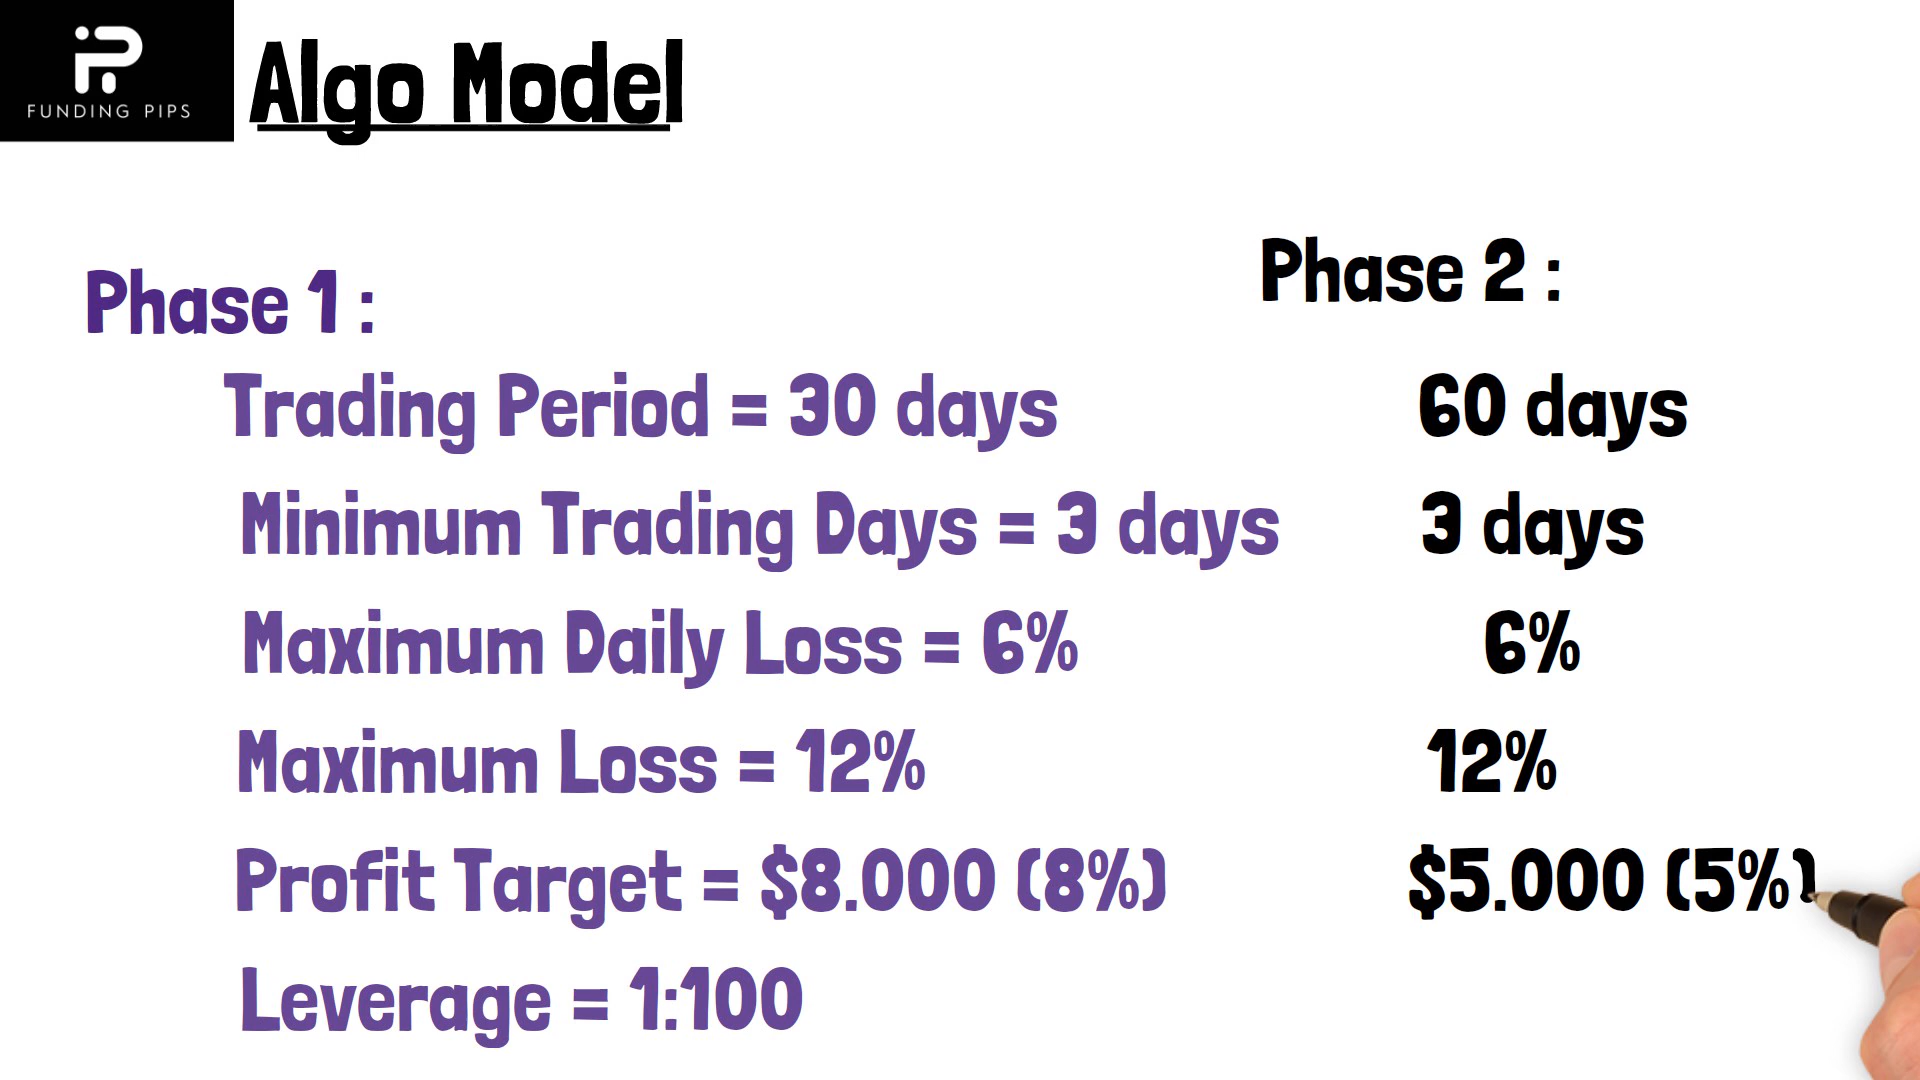 FUNDING PIPS
Algo Model
Phase 1 :
Trading Period = 30 days
Minimum Trading Days = 3 days
Maximum Daily Loss = 6%
Maximum Loss = 12%
Profit Target = $8.000 (8%)
Leverage = 1:100
Phase 2 :
60 days
3 days
6%
12%
$5.000 (5%)